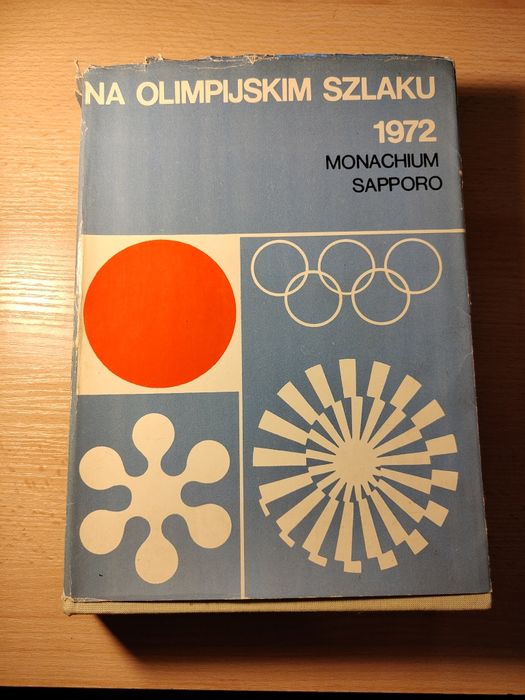 NA OLIMPIJSKIM SZLAKU
1972
MONACHIUM
SAPPORO